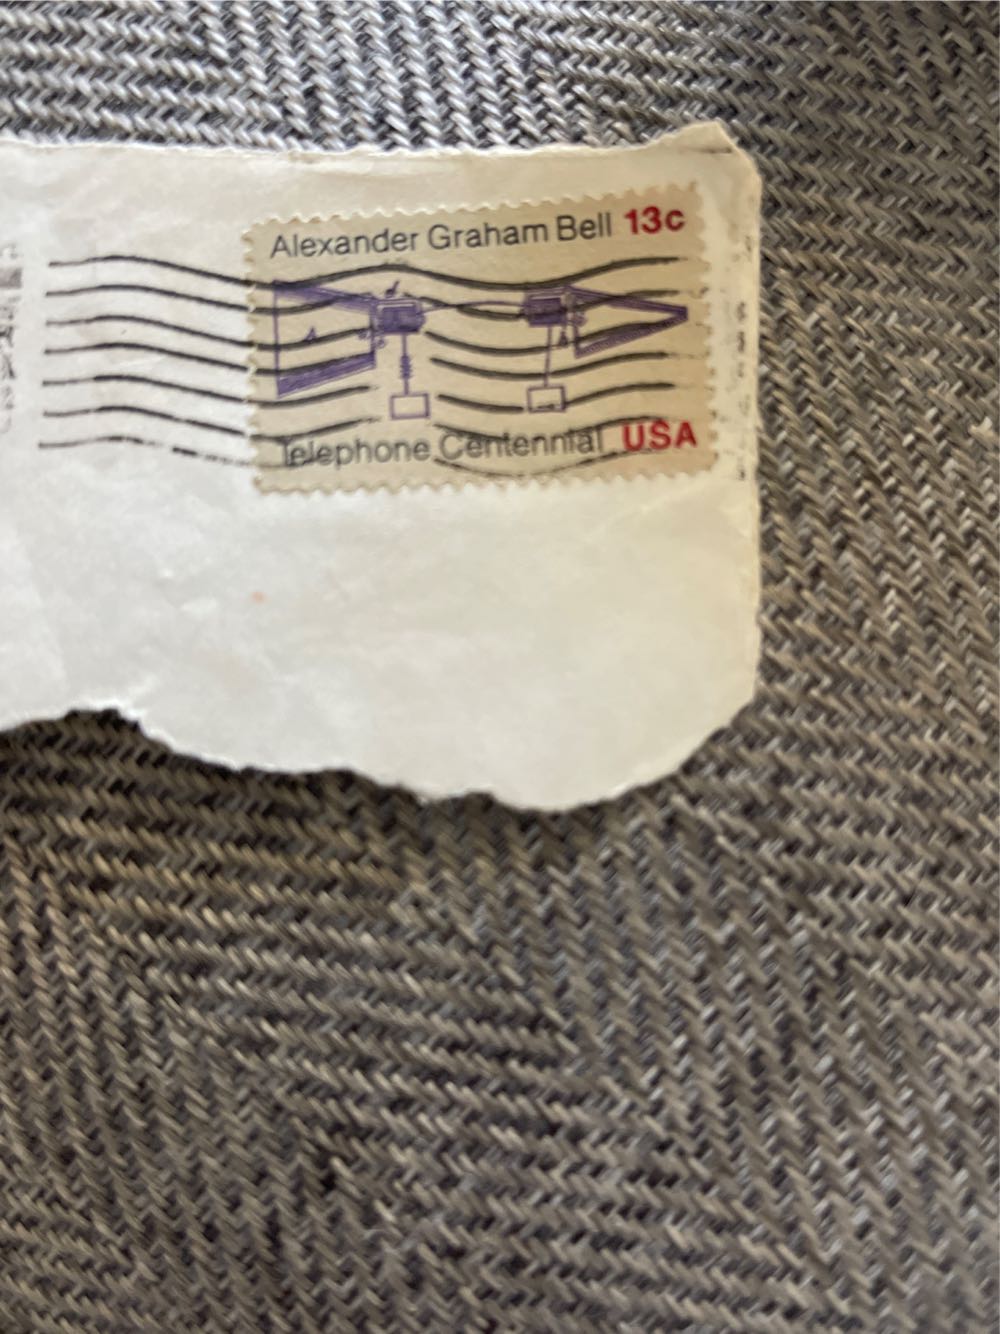 Alexander Graham Bell 13c
Telephone Centennial USA